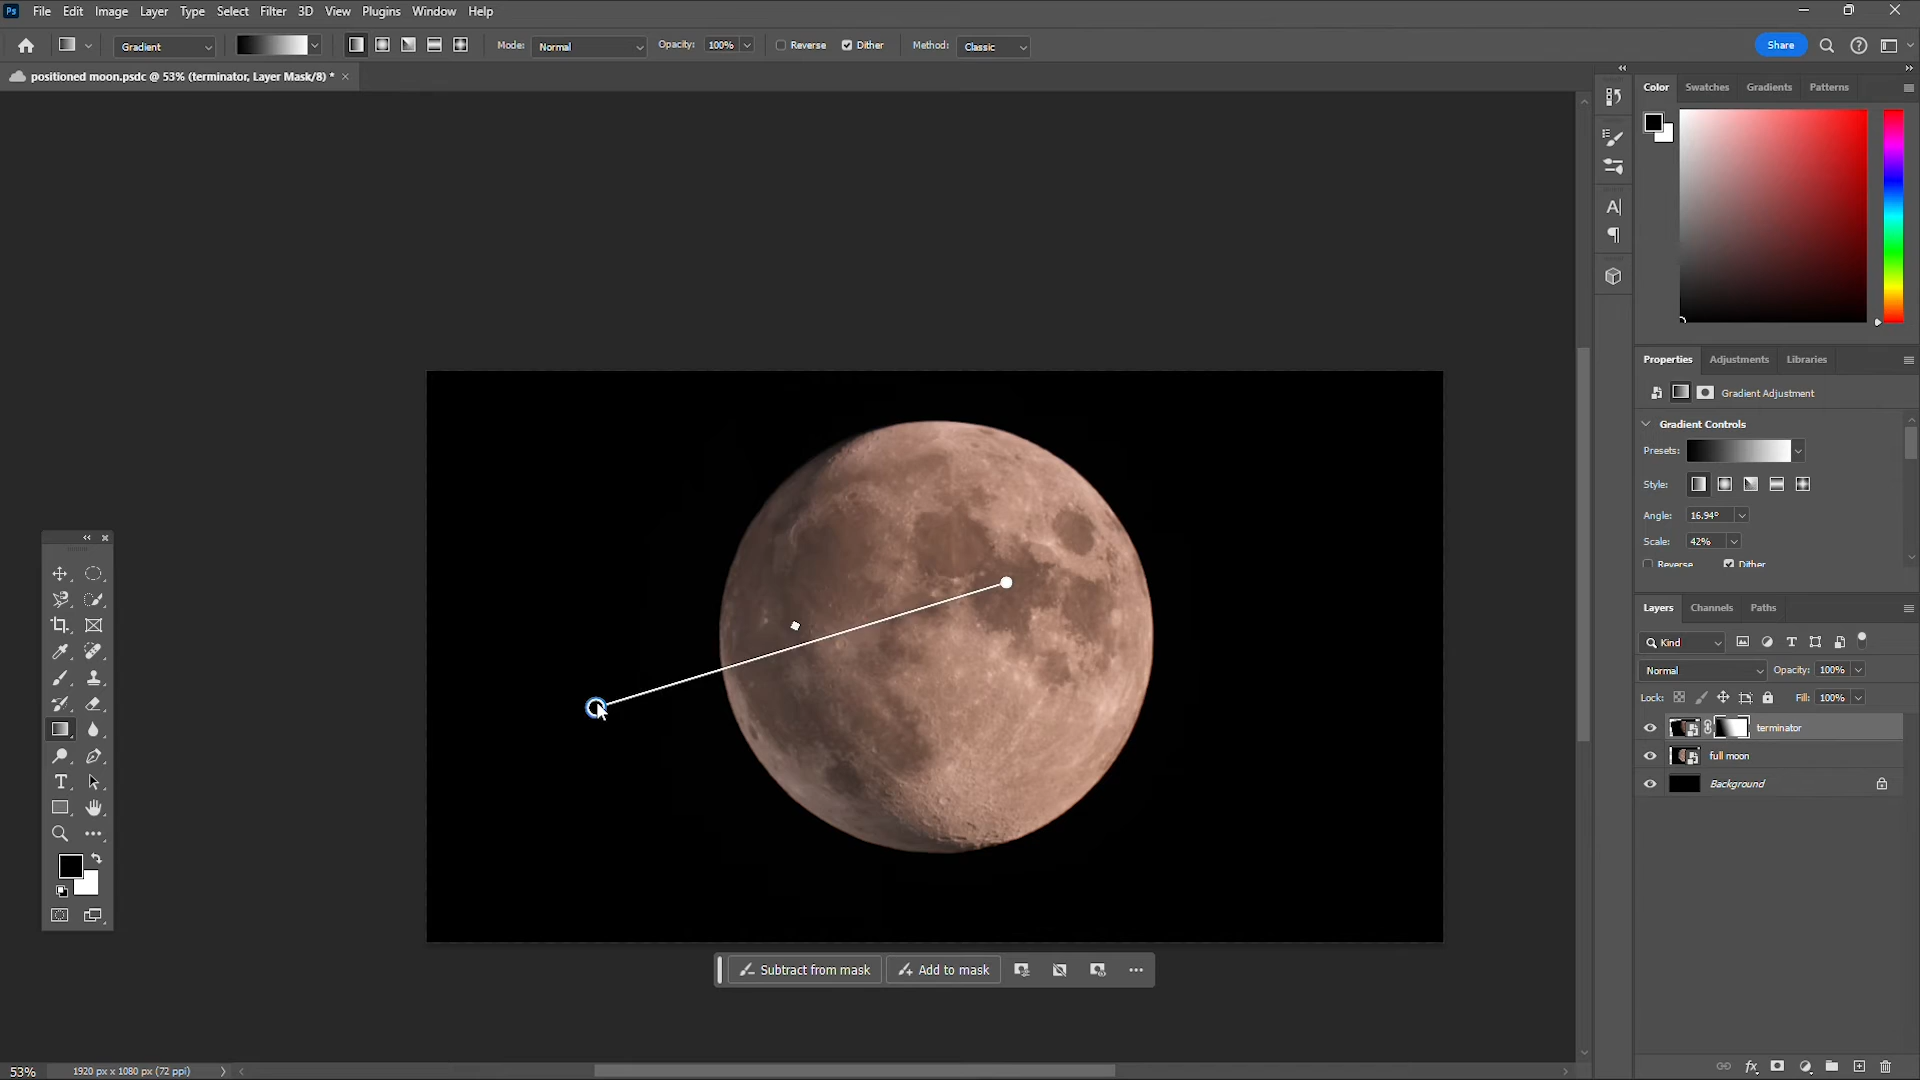 Ps File Edit Image Layer Type Select Filter 3D View Plugins Window Help
Gradient Mode: Normal Opacity: 100% Reverse Dither Method: Classic Share
positioned moon.psdc @ 53% (terminator, Layer Mask/8) *
Color Swatches Gradients Patterns
Properties Adjustments Libraries
Gradient Adjustment
Gradient Controls
Presets:
Style:
Angle: 16.94°
Scale: 42%
Reverse Dither
Layers Channels Paths
Kind
Normal Opacity: 100%
Lock: Fill: 100%
terminator
full moon
Background
Subtract from mask Add to mask
53% 1920 px x 1080 px (72 ppi)